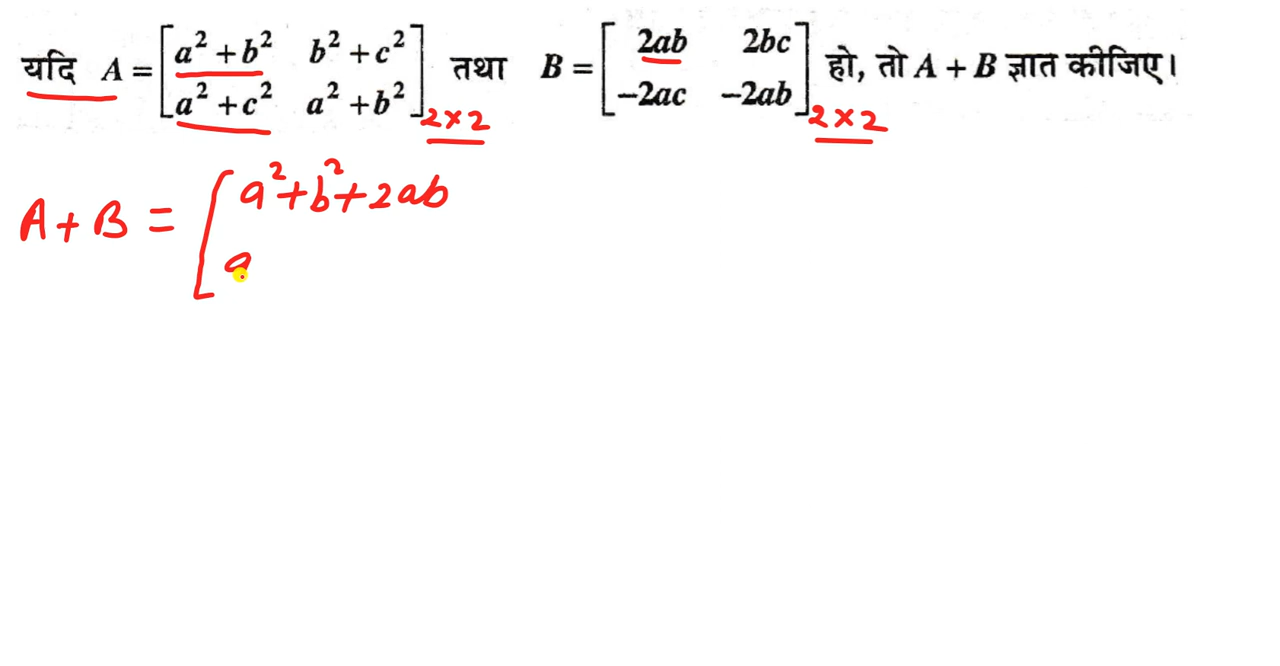 यदि A = [a² + b² b² + c² तथा B = [2ab 2bc हो, तो A + B ज्ञात कीजिए।
a² + c² a² + b²]2×2 −2ac −2ab]2×2
A + B = [a² + b² + 2ab
a